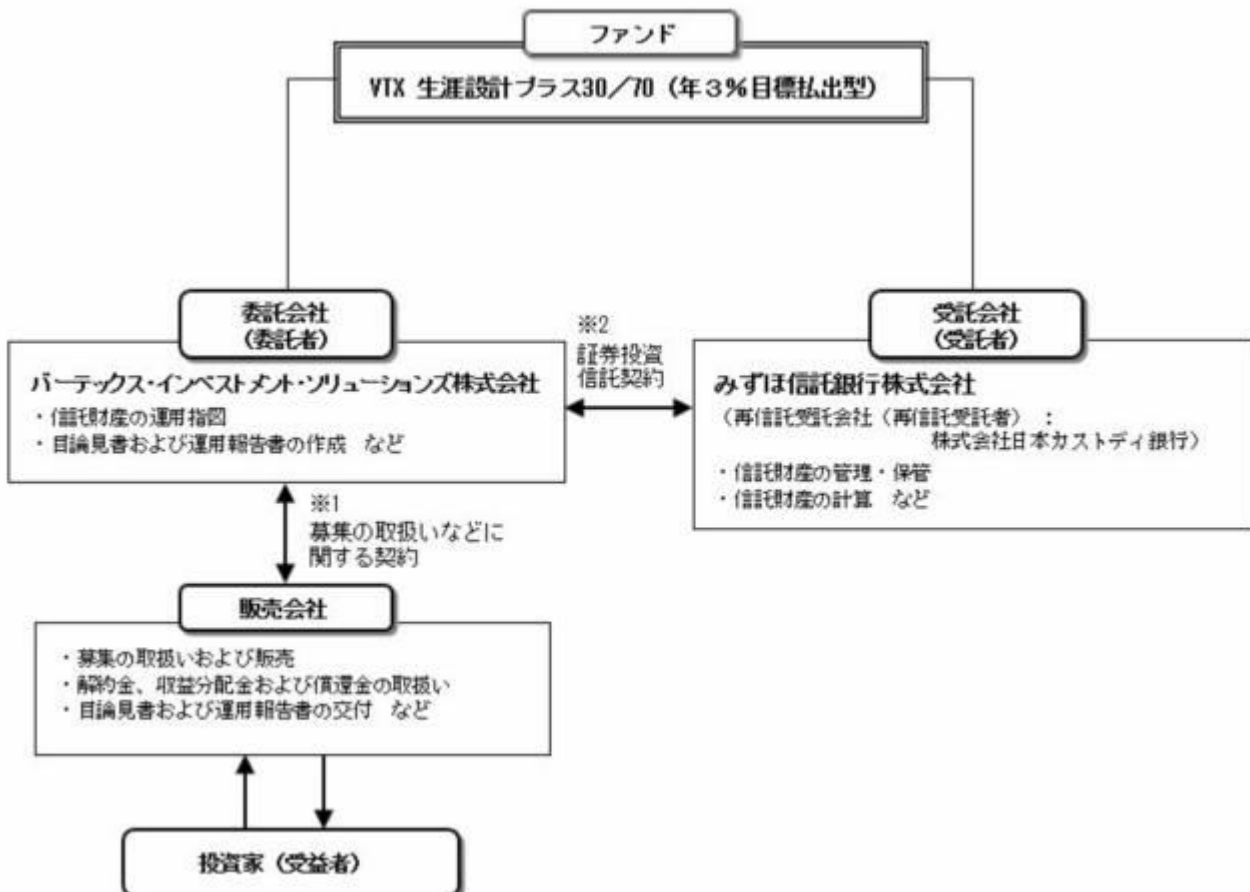 ファンド
VTX 生涯設計プラス30／70（年３％目標払出型）
委託会社
（委託者）
バーテックス・インベストメント・ソリューションズ株式会社
・信託財産の運用指図
・目論見書および運用報告書の作成　など
※2
証券投資
信託契約
受託会社
（受託者）
みずほ信託銀行株式会社
（再信託受託会社（再信託受託者）：
株式会社日本カストディ銀行）
・信託財産の管理・保管
・信託財産の計算　など
※1
募集の取扱いなどに
関する契約
販売会社
・募集の取扱いおよび販売
・解約金、収益分配金および償還金の取扱い
・目論見書および運用報告書の交付　など
投資家（受益者）